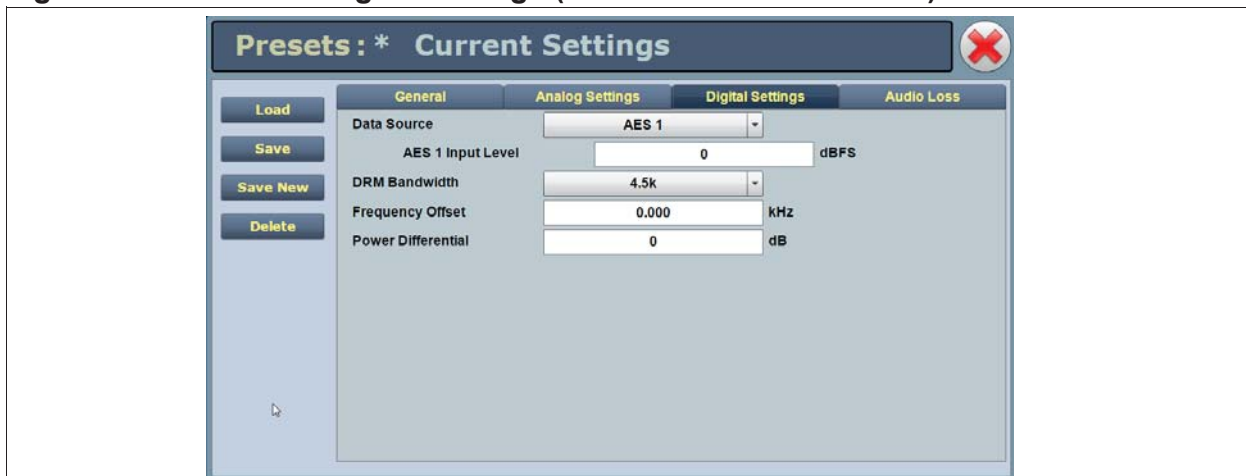 Presets:* Current Settings
Load
Save
Save New
Delete
General Analog Settings Digital Settings Audio Loss
Data Source AES 1
AES 1 Input Level 0 dBFS
DRM Bandwidth 4.5k
Frequency Offset 0.000 kHz
Power Differential 0 dB